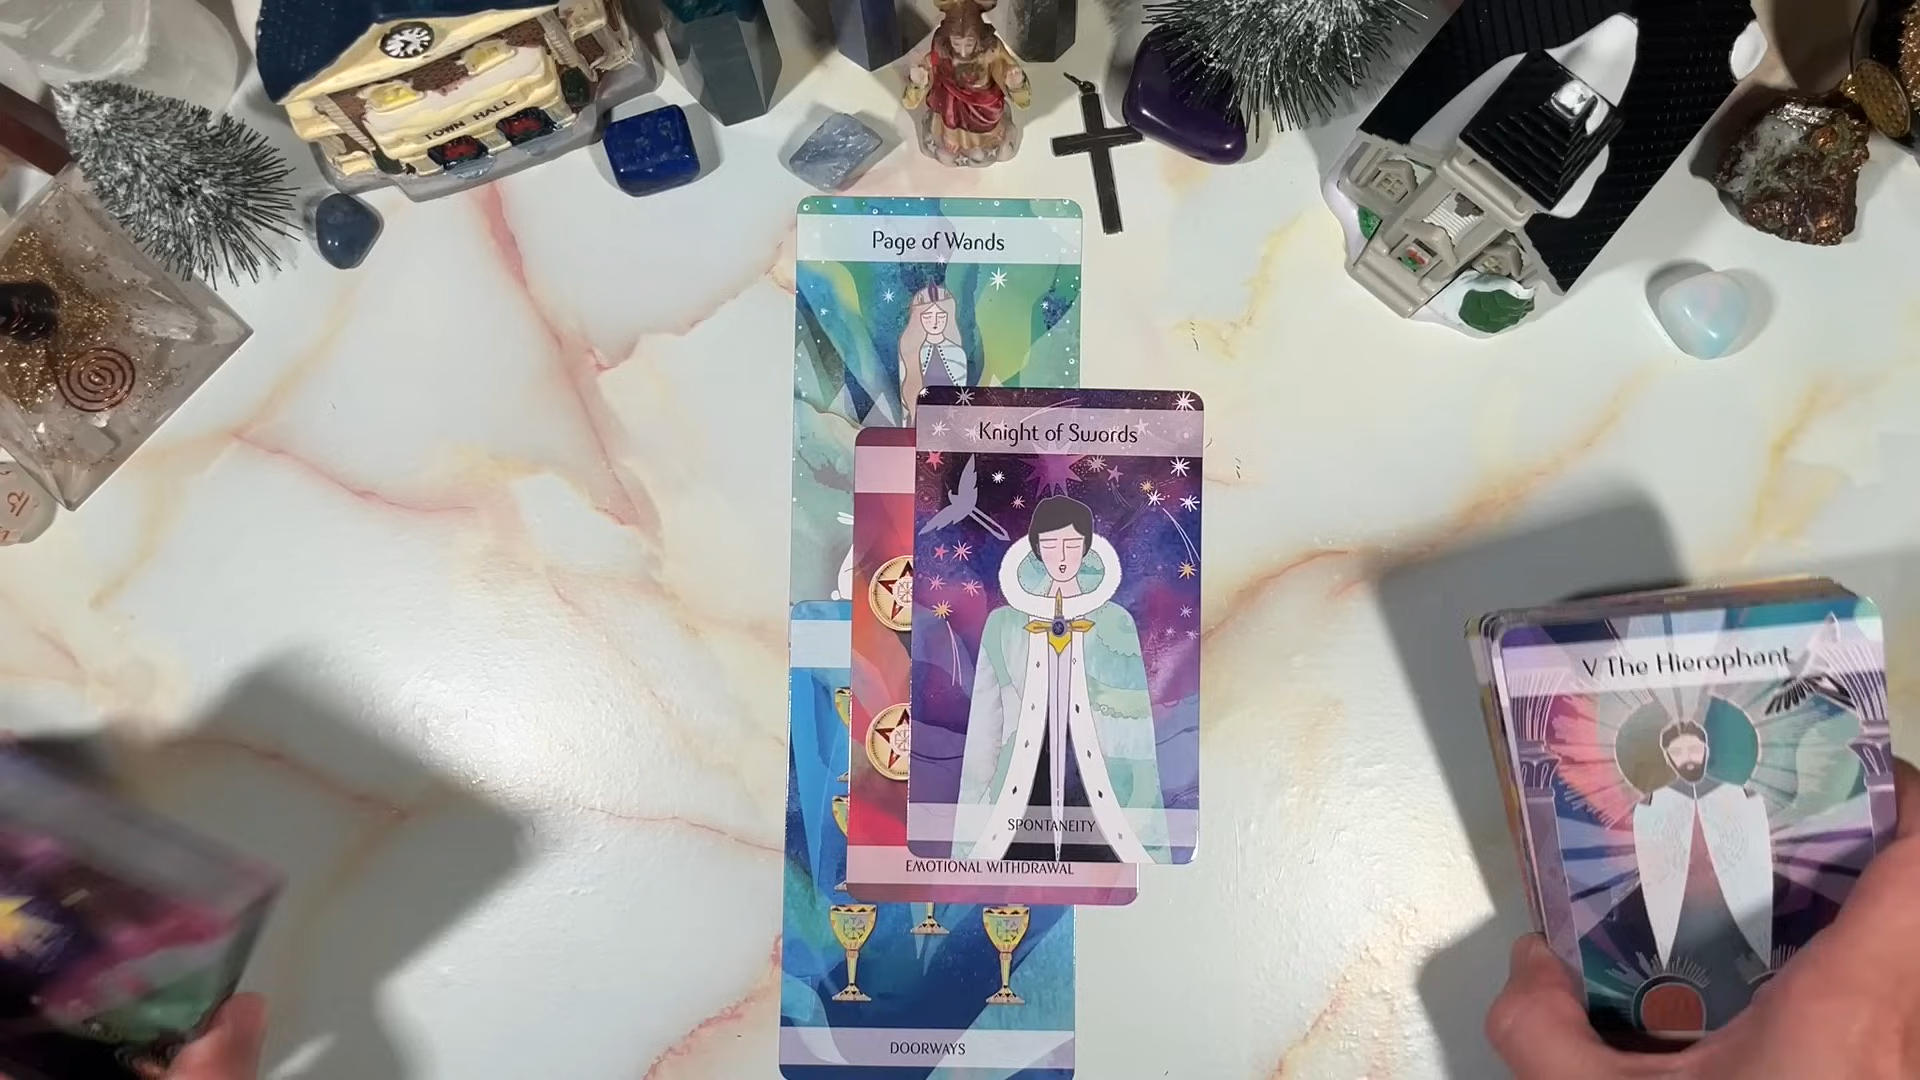 TOWN HALL
Page of Wands
Knight of Swords
SPONTANEITY
EMOTIONAL WITHDRAWAL
DOORWAYS
V The Hierophant